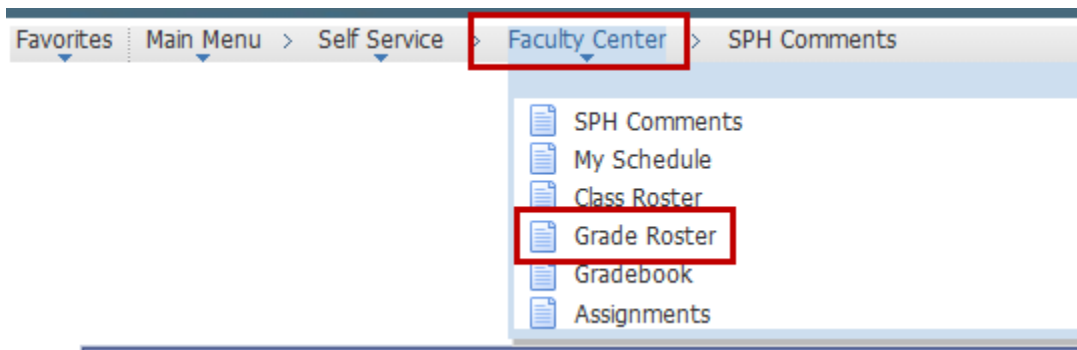 Favorites Main Menu > Self Service > Faculty Center > SPH Comments
SPH Comments
My Schedule
Class Roster
Grade Roster
Gradebook
Assignments